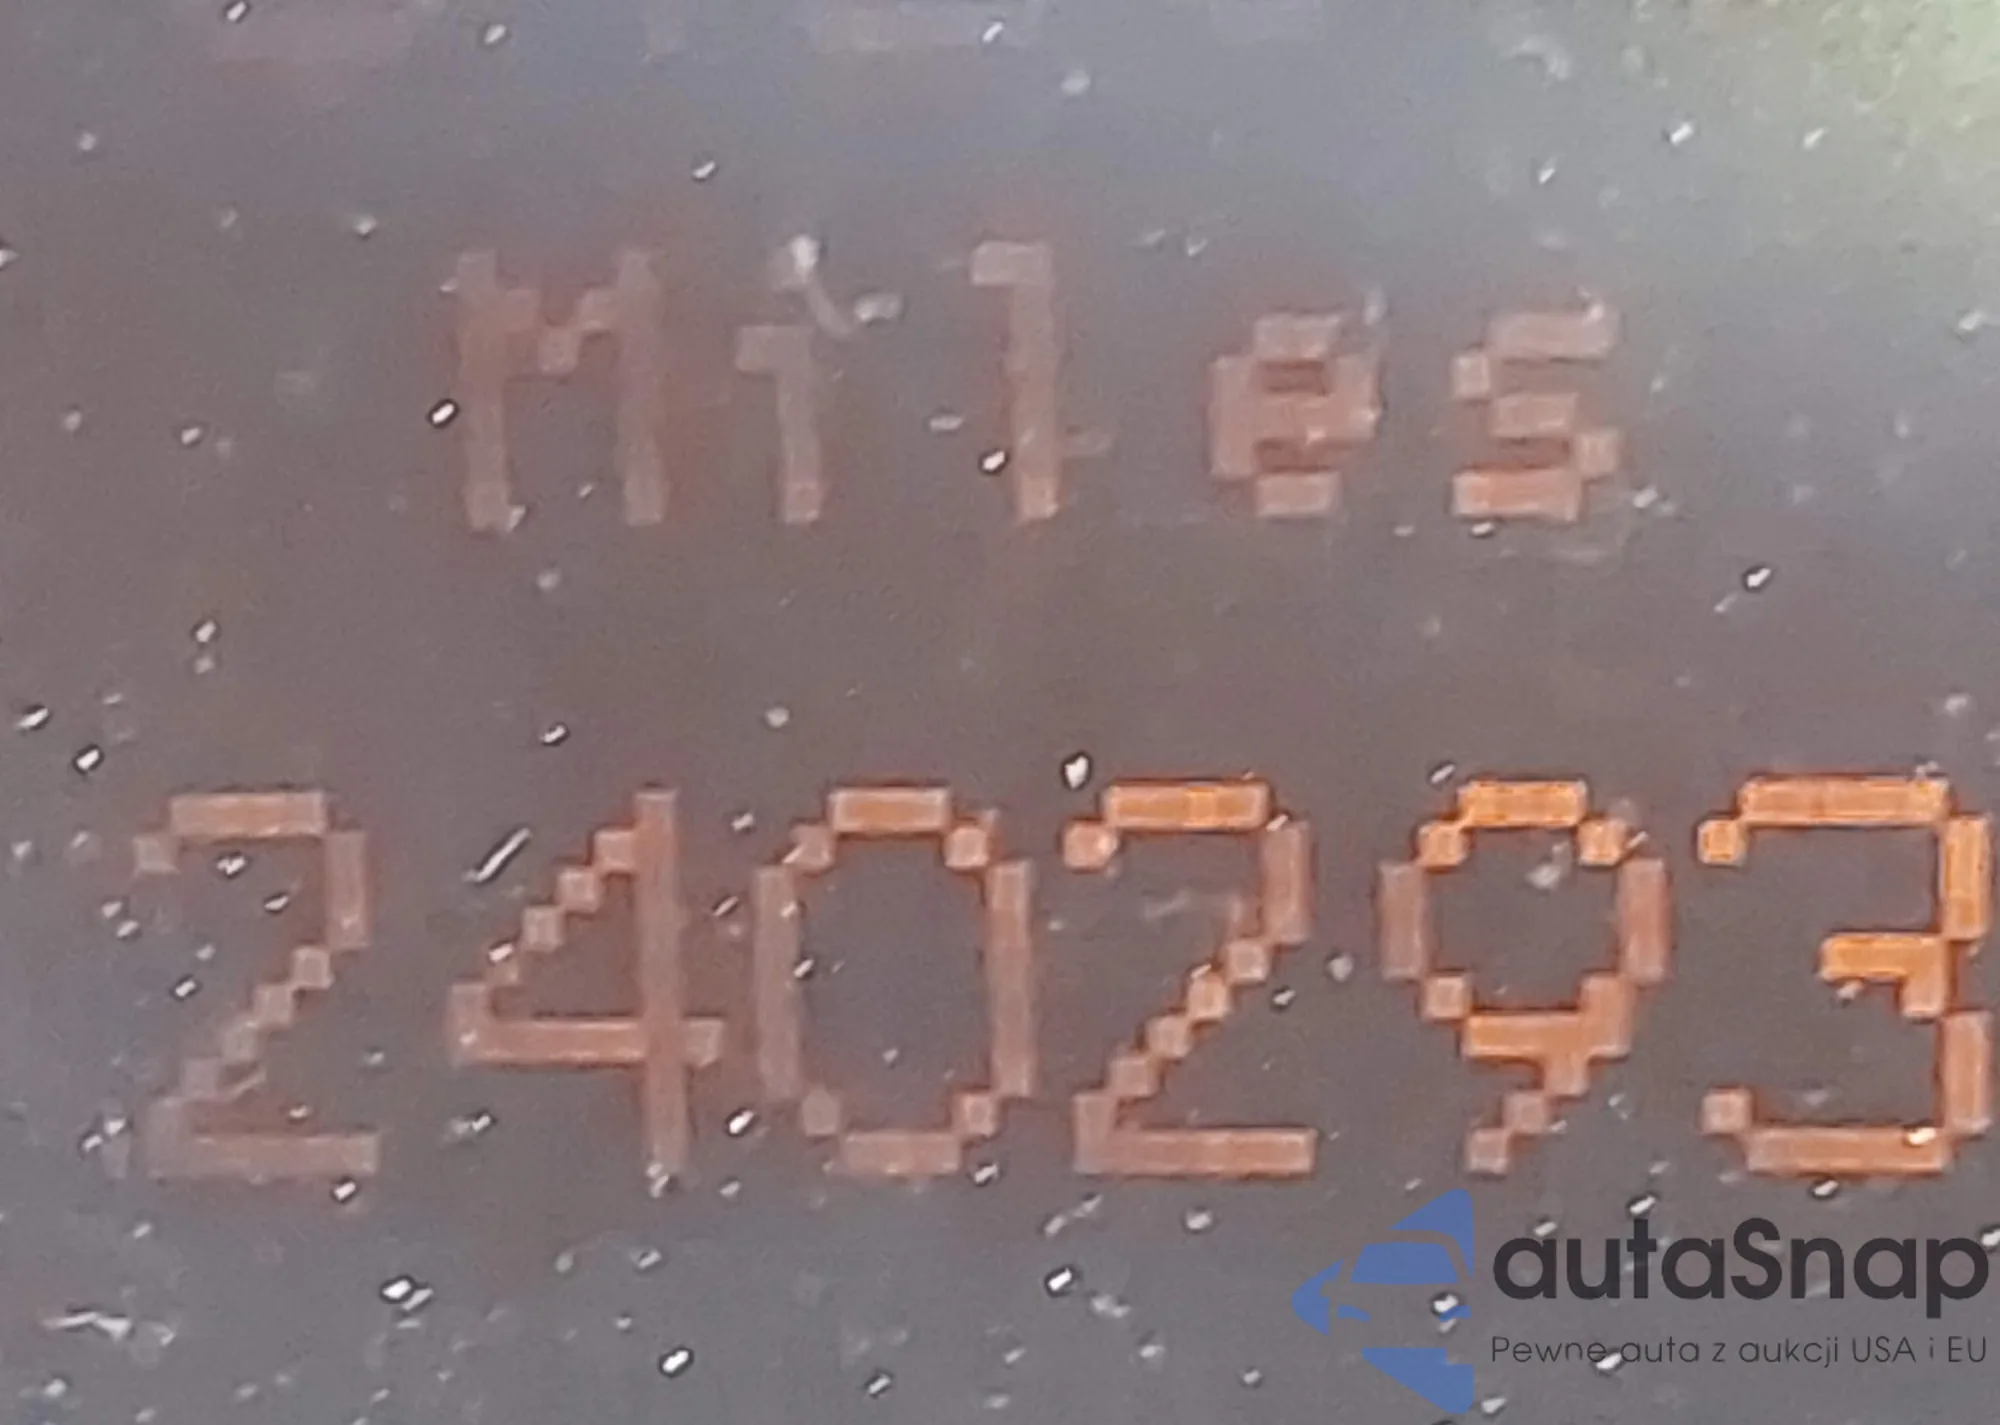 Miles
240293
autaSnap
Pewne auta z aukcji USA i EU